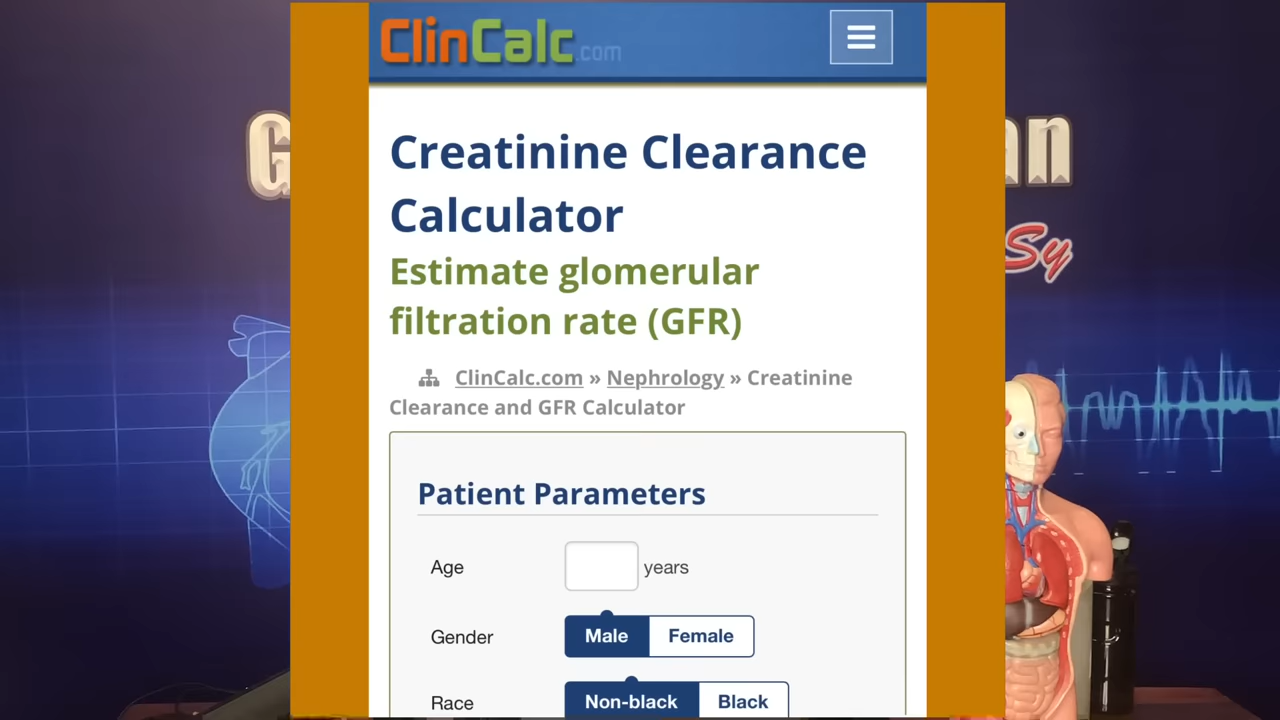 ClinCalc.com
Creatinine Clearance
Calculator
Estimate glomerular
filtration rate (GFR)
ClinCalc.com » Nephrology » Creatinine
Clearance and GFR Calculator
Patient Parameters
Age years
Gender Male Female
Race Non-black Black
Sy